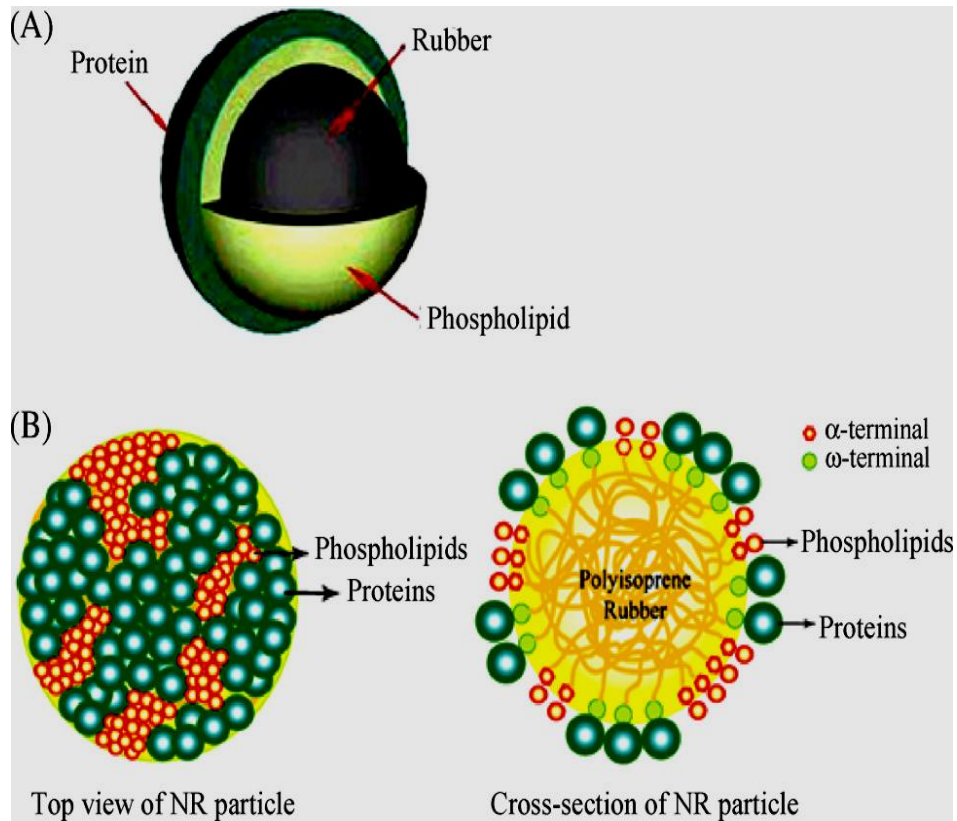 (A)
Rubber
Protein
Phospholipid
(B)
α-terminal
ω-terminal
Phospholipids
Proteins
Phospholipids
Polyisoprene
Rubber
Proteins
Top view of NR particle
Cross-section of NR particle